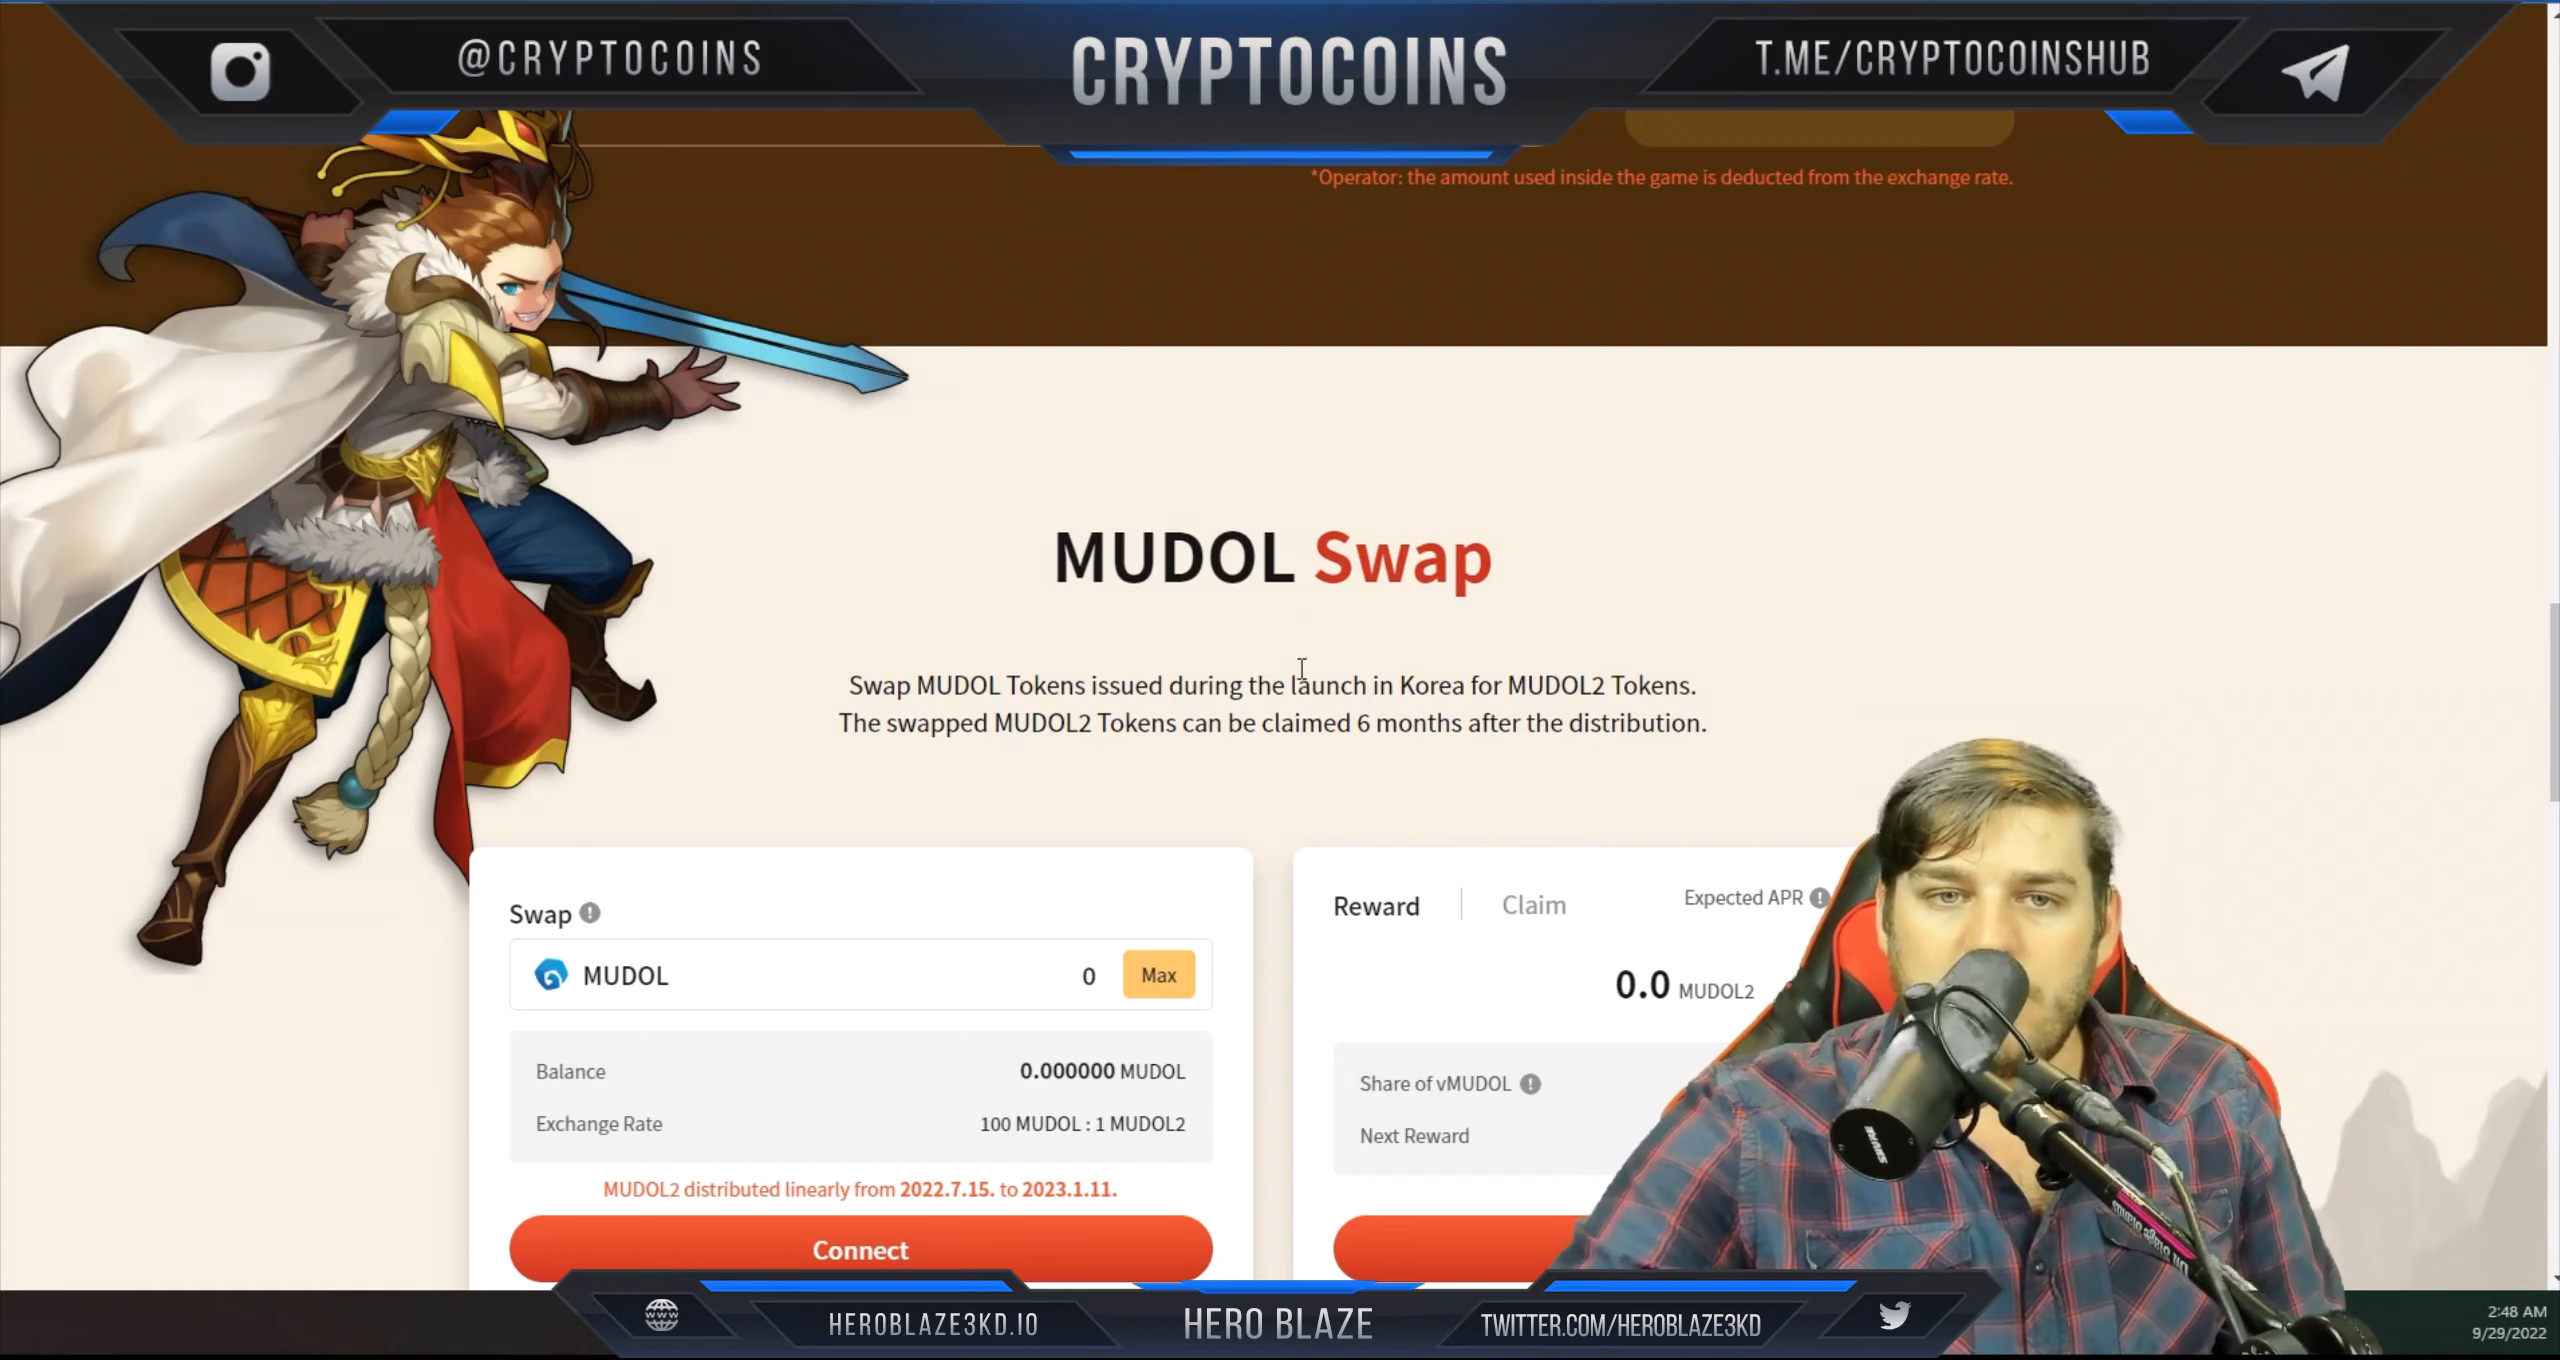 @CRYPTOCOINS
CRYPTOCOINS
T.ME/CRYPTOCOINSHUB
*Operator: the amount used inside the game is deducted from the exchange rate.
MUDOL Swap
Swap MUDOL Tokens issued during the launch in Korea for MUDOL2 Tokens.
The swapped MUDOL2 Tokens can be claimed 6 months after the distribution.
Swap
MUDOL 0 Max
Balance 0.000000 MUDOL
Exchange Rate 100 MUDOL : 1 MUDOL2
MUDOL2 distributed linearly from 2022.7.15. to 2023.1.11.
Connect
Reward Claim Expected APR
0.0 MUDOL2
Share of vMUDOL
Next Reward
SHURE
WWW
HEROBLAZE3KD.IO
HERO BLAZE
TWITTER.COM/HEROBLAZE3KD
2:48 AM
9/29/2022